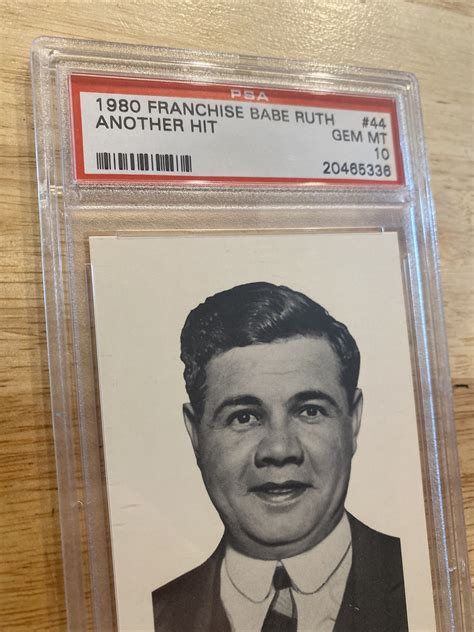 PSA
1980 FRANCHISE BABE RUTH #44
ANOTHER HIT GEM MT
10
20465336